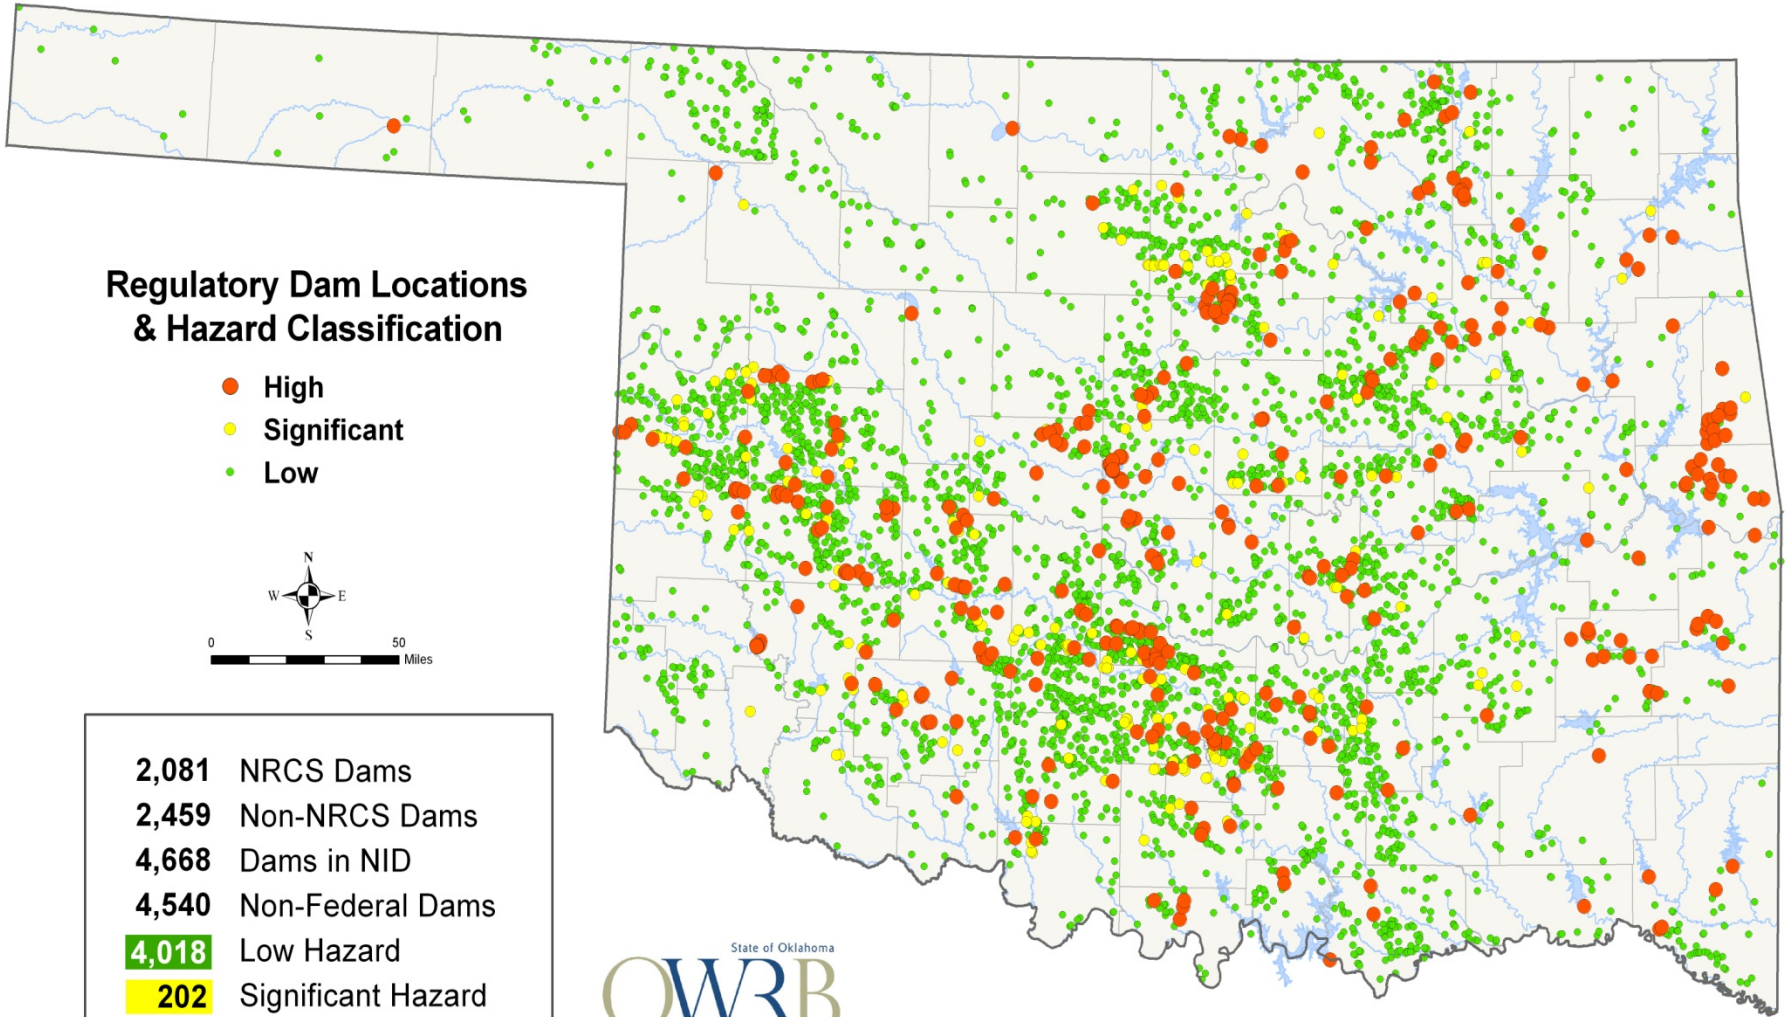 Regulatory Dam Locations
& Hazard Classification
High
Significant
Low
N
W E
S
0 50
Miles
2,081 NRCS Dams
2,459 Non-NRCS Dams
4,668 Dams in NID
4,540 Non-Federal Dams
4,018 Low Hazard
202 Significant Hazard
State of Oklahoma
OWRB